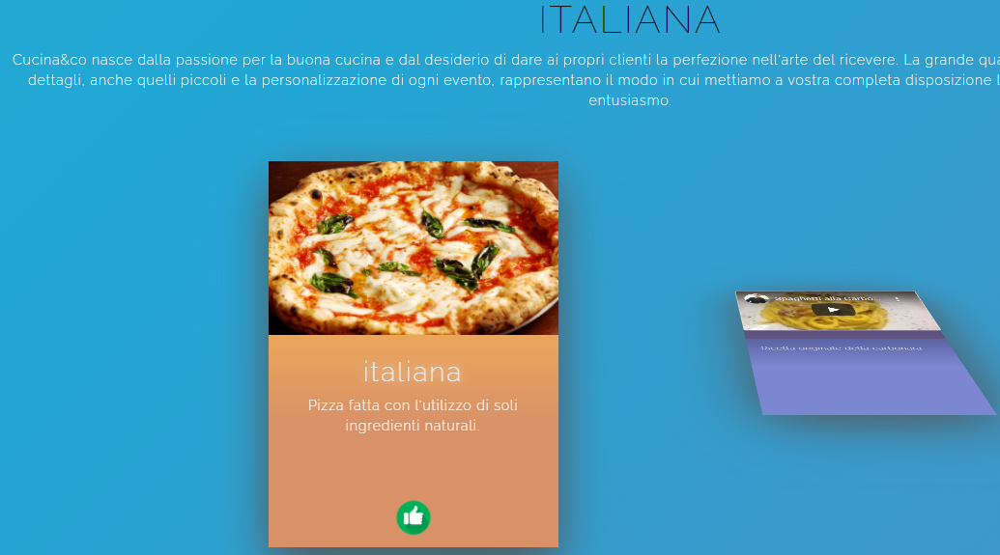 ITALIANA
Cucina&co nasce dalla passione per la buona cucina e dal desiderio di dare ai propri clienti la perfezione nell'arte del ricevere. La grande
dettagli, anche quelli piccoli e la personalizzazione di ogni evento, rappresentano il modo in cui mettiamo a vostra completa disposizione
entusiasmo.
italiana
Pizza fatta con l'utilizzo di soli
ingredienti naturali.
Spaghetti alla Carbo
Ricetta originale della carbonara